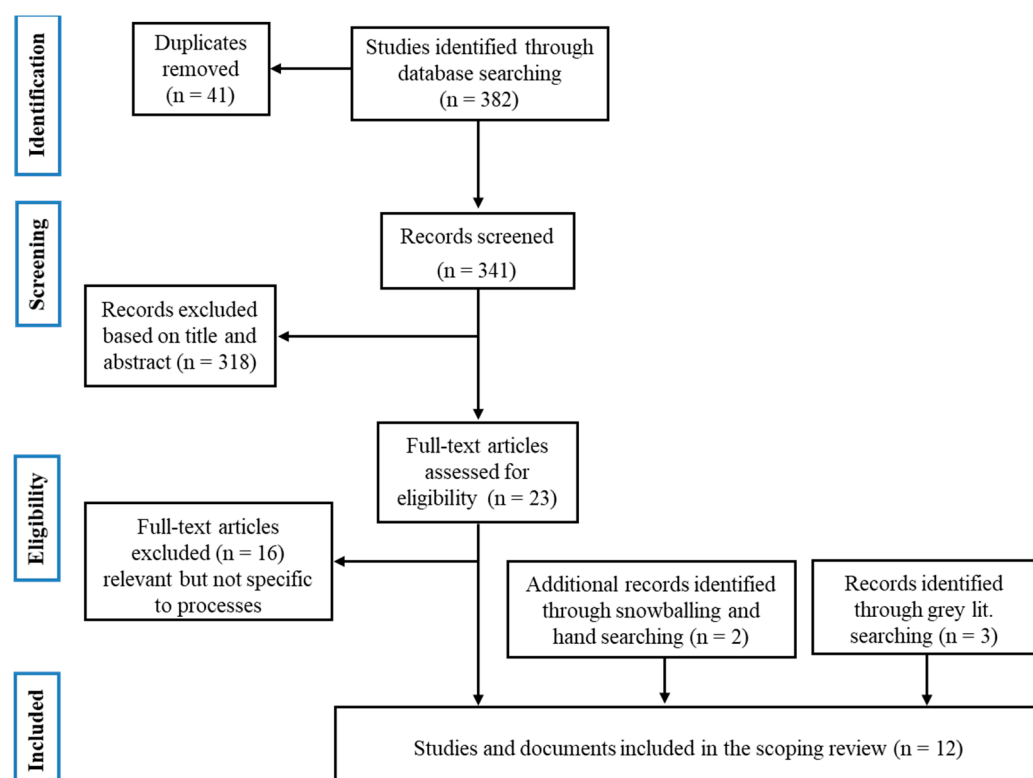 Identification
Duplicates
removed
(n = 41)
Studies identified through
database searching
(n = 382)
Screening
Records screened
(n = 341)
Records excluded
based on title and
abstract (n = 318)
Eligibility
Full-text articles
assessed for
eligibility (n = 23)
Full-text articles
excluded (n = 16)
relevant but not specific
to processes
Additional records identified
through snowballing and
hand searching (n = 2)
Records identified
through grey lit.
searching (n = 3)
Included
Studies and documents included in the scoping review (n = 12)